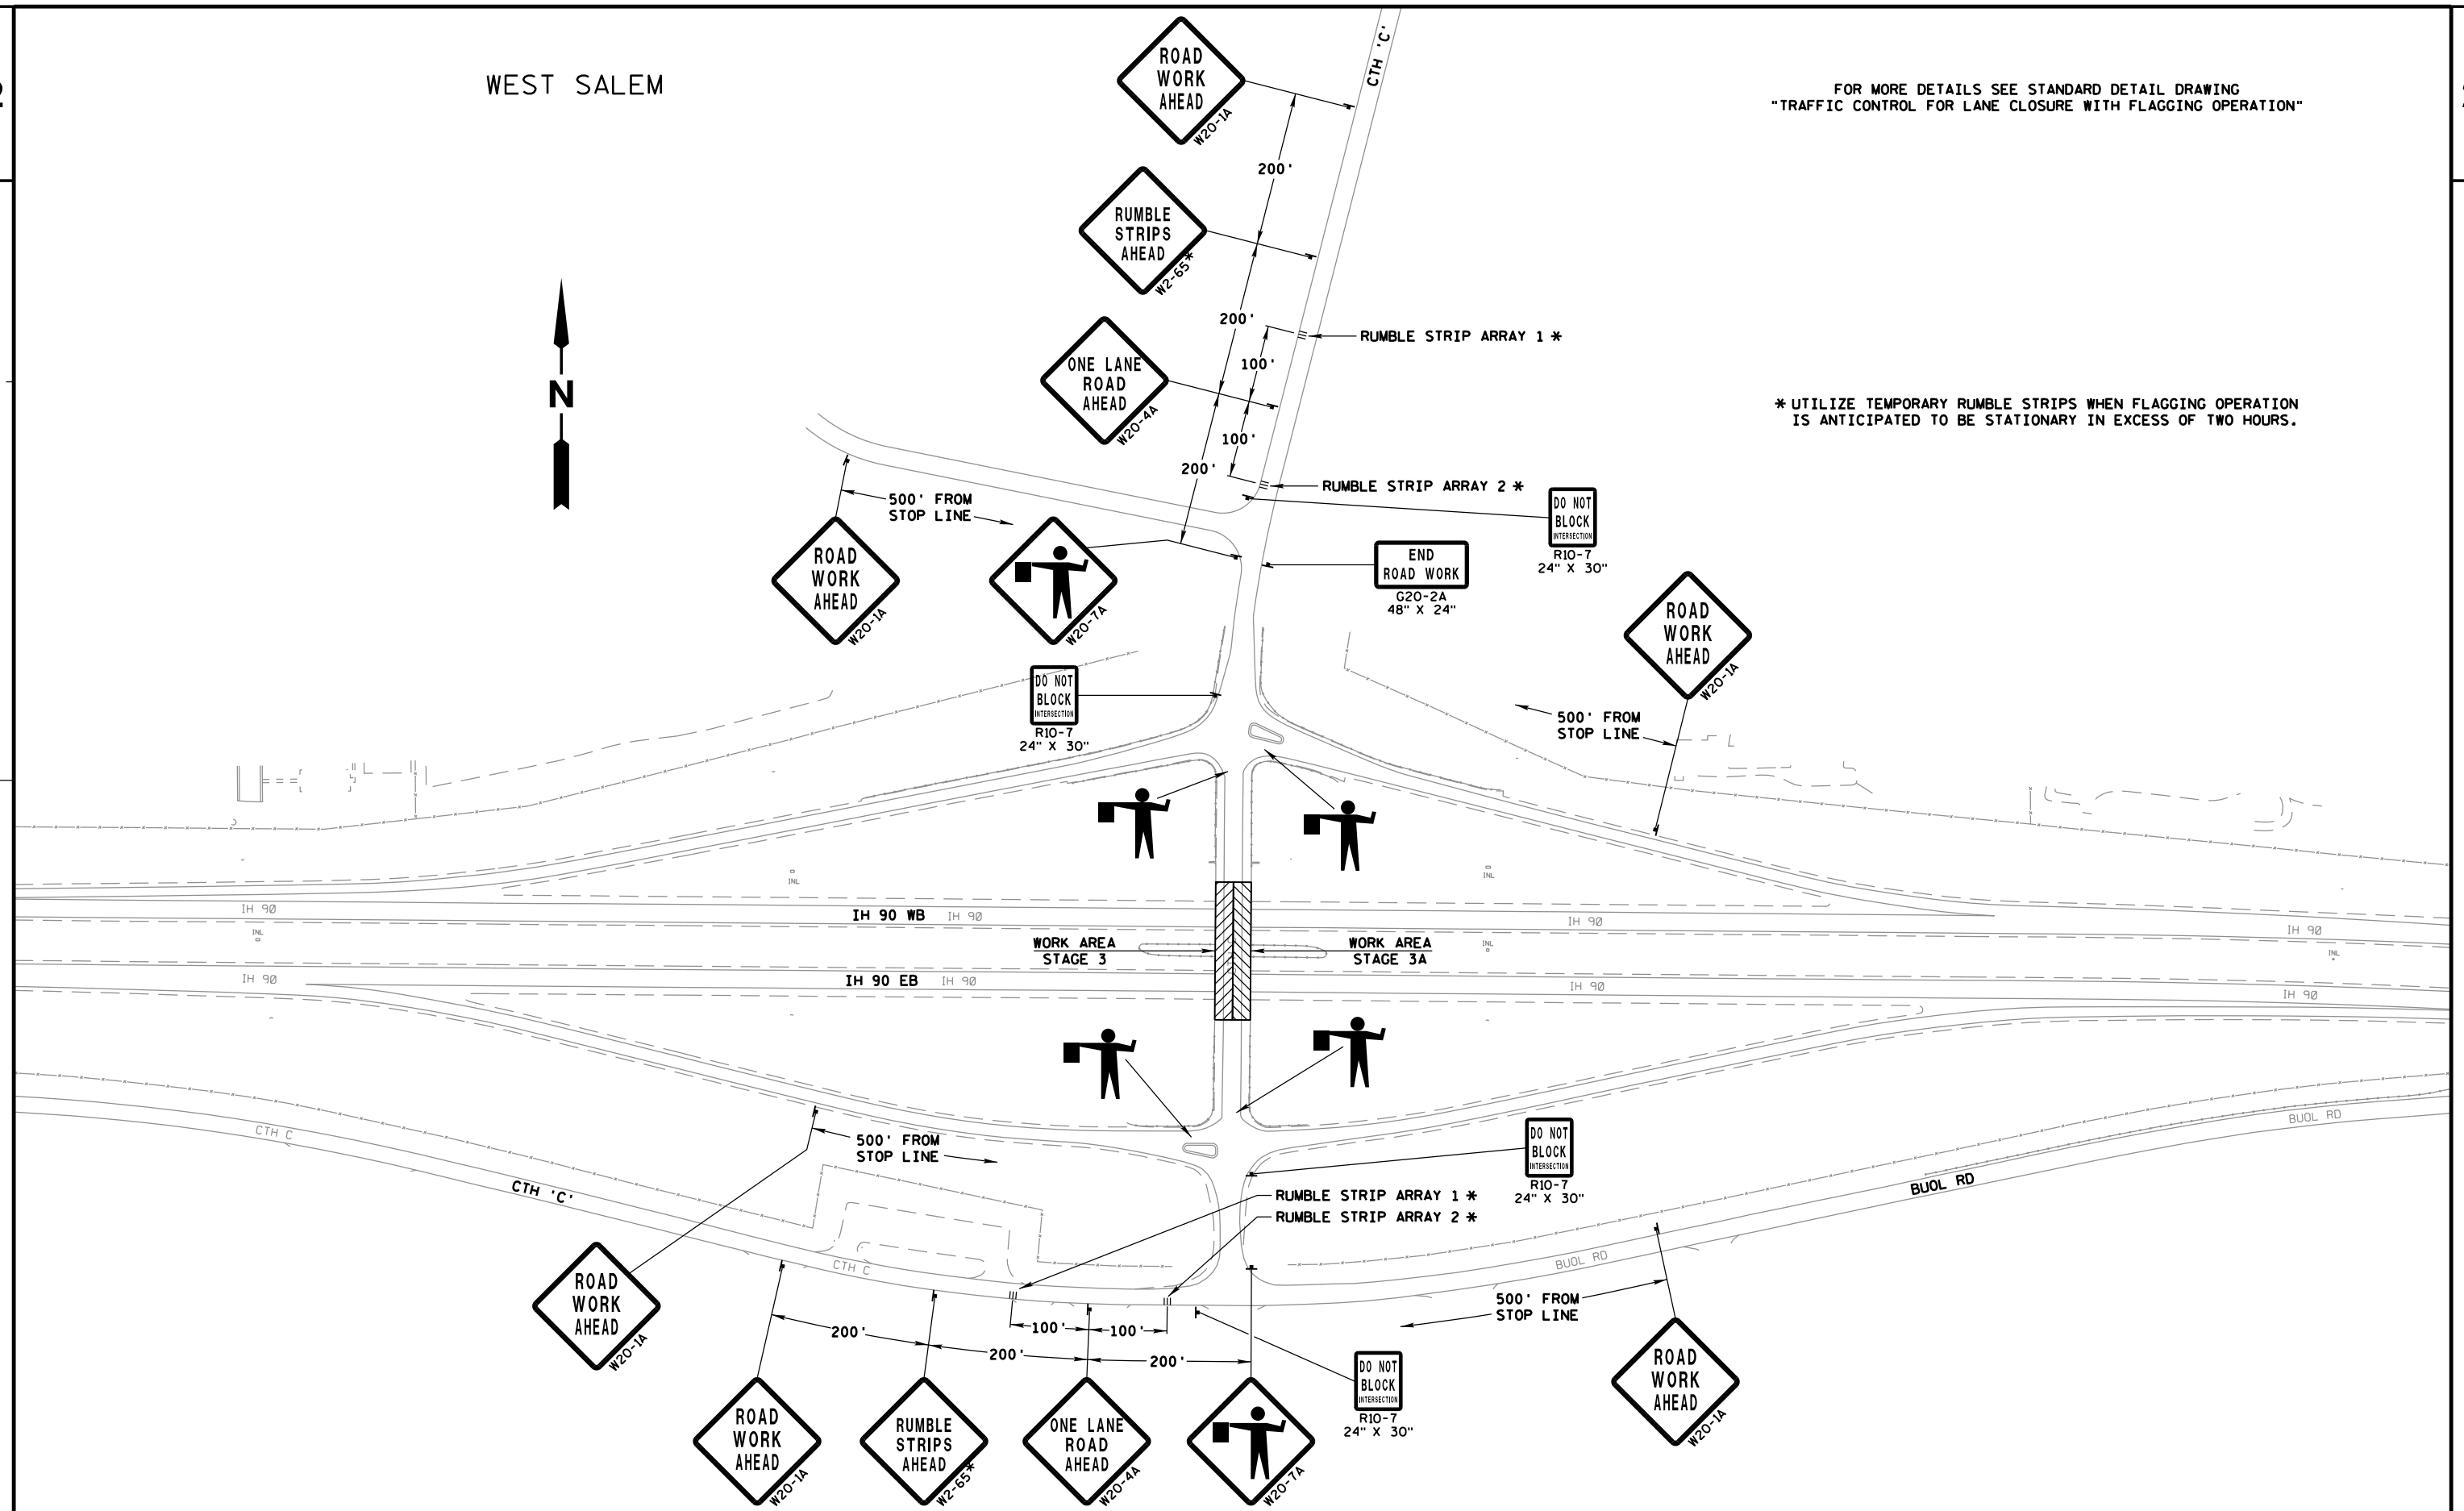 2
WEST SALEM
CTH 'C'
FOR MORE DETAILS SEE STANDARD DETAIL DRAWING
"TRAFFIC CONTROL FOR LANE CLOSURE WITH FLAGGING OPERATION"
ROAD
WORK
AHEAD
W20-1A
200'
RUMBLE
STRIPS
AHEAD
W2-65*
200'
RUMBLE STRIP ARRAY 1 *
100'
ONE LANE
ROAD
AHEAD
W20-4A
100'
200'
RUMBLE STRIP ARRAY 2 *
* UTILIZE TEMPORARY RUMBLE STRIPS WHEN FLAGGING OPERATION
IS ANTICIPATED TO BE STATIONARY IN EXCESS OF TWO HOURS.
N
500' FROM
STOP LINE
ROAD
WORK
AHEAD
W20-1A
W20-7A
DO NOT
BLOCK
INTERSECTION
R10-7
24" X 30"
END
ROAD WORK
G20-2A
48" X 24"
ROAD
WORK
AHEAD
W20-1A
DO NOT
BLOCK
INTERSECTION
R10-7
24" X 30"
500' FROM
STOP LINE
INL
INL
IH 90
IH 90 WB
IH 90
IH 90
IH 90
INL
INL
INL
WORK AREA
STAGE 3
WORK AREA
STAGE 3A
IH 90
IH 90 EB
IH 90
IH 90
IH 90
CTH C
BUOL RD
500' FROM
STOP LINE
DO NOT
BLOCK
INTERSECTION
R10-7
24" X 30"
CTH 'C'
BUOL RD
RUMBLE STRIP ARRAY 1 *
RUMBLE STRIP ARRAY 2 *
CTH C
BUOL RD
ROAD
WORK
AHEAD
W20-1A
500' FROM
STOP LINE
200'
100'
100'
200'
200'
DO NOT
BLOCK
INTERSECTION
R10-7
24" X 30"
ROAD
WORK
AHEAD
W20-1A
ROAD
WORK
AHEAD
W20-1A
RUMBLE
STRIPS
AHEAD
W2-65*
ONE LANE
ROAD
AHEAD
W20-4A
W20-7A